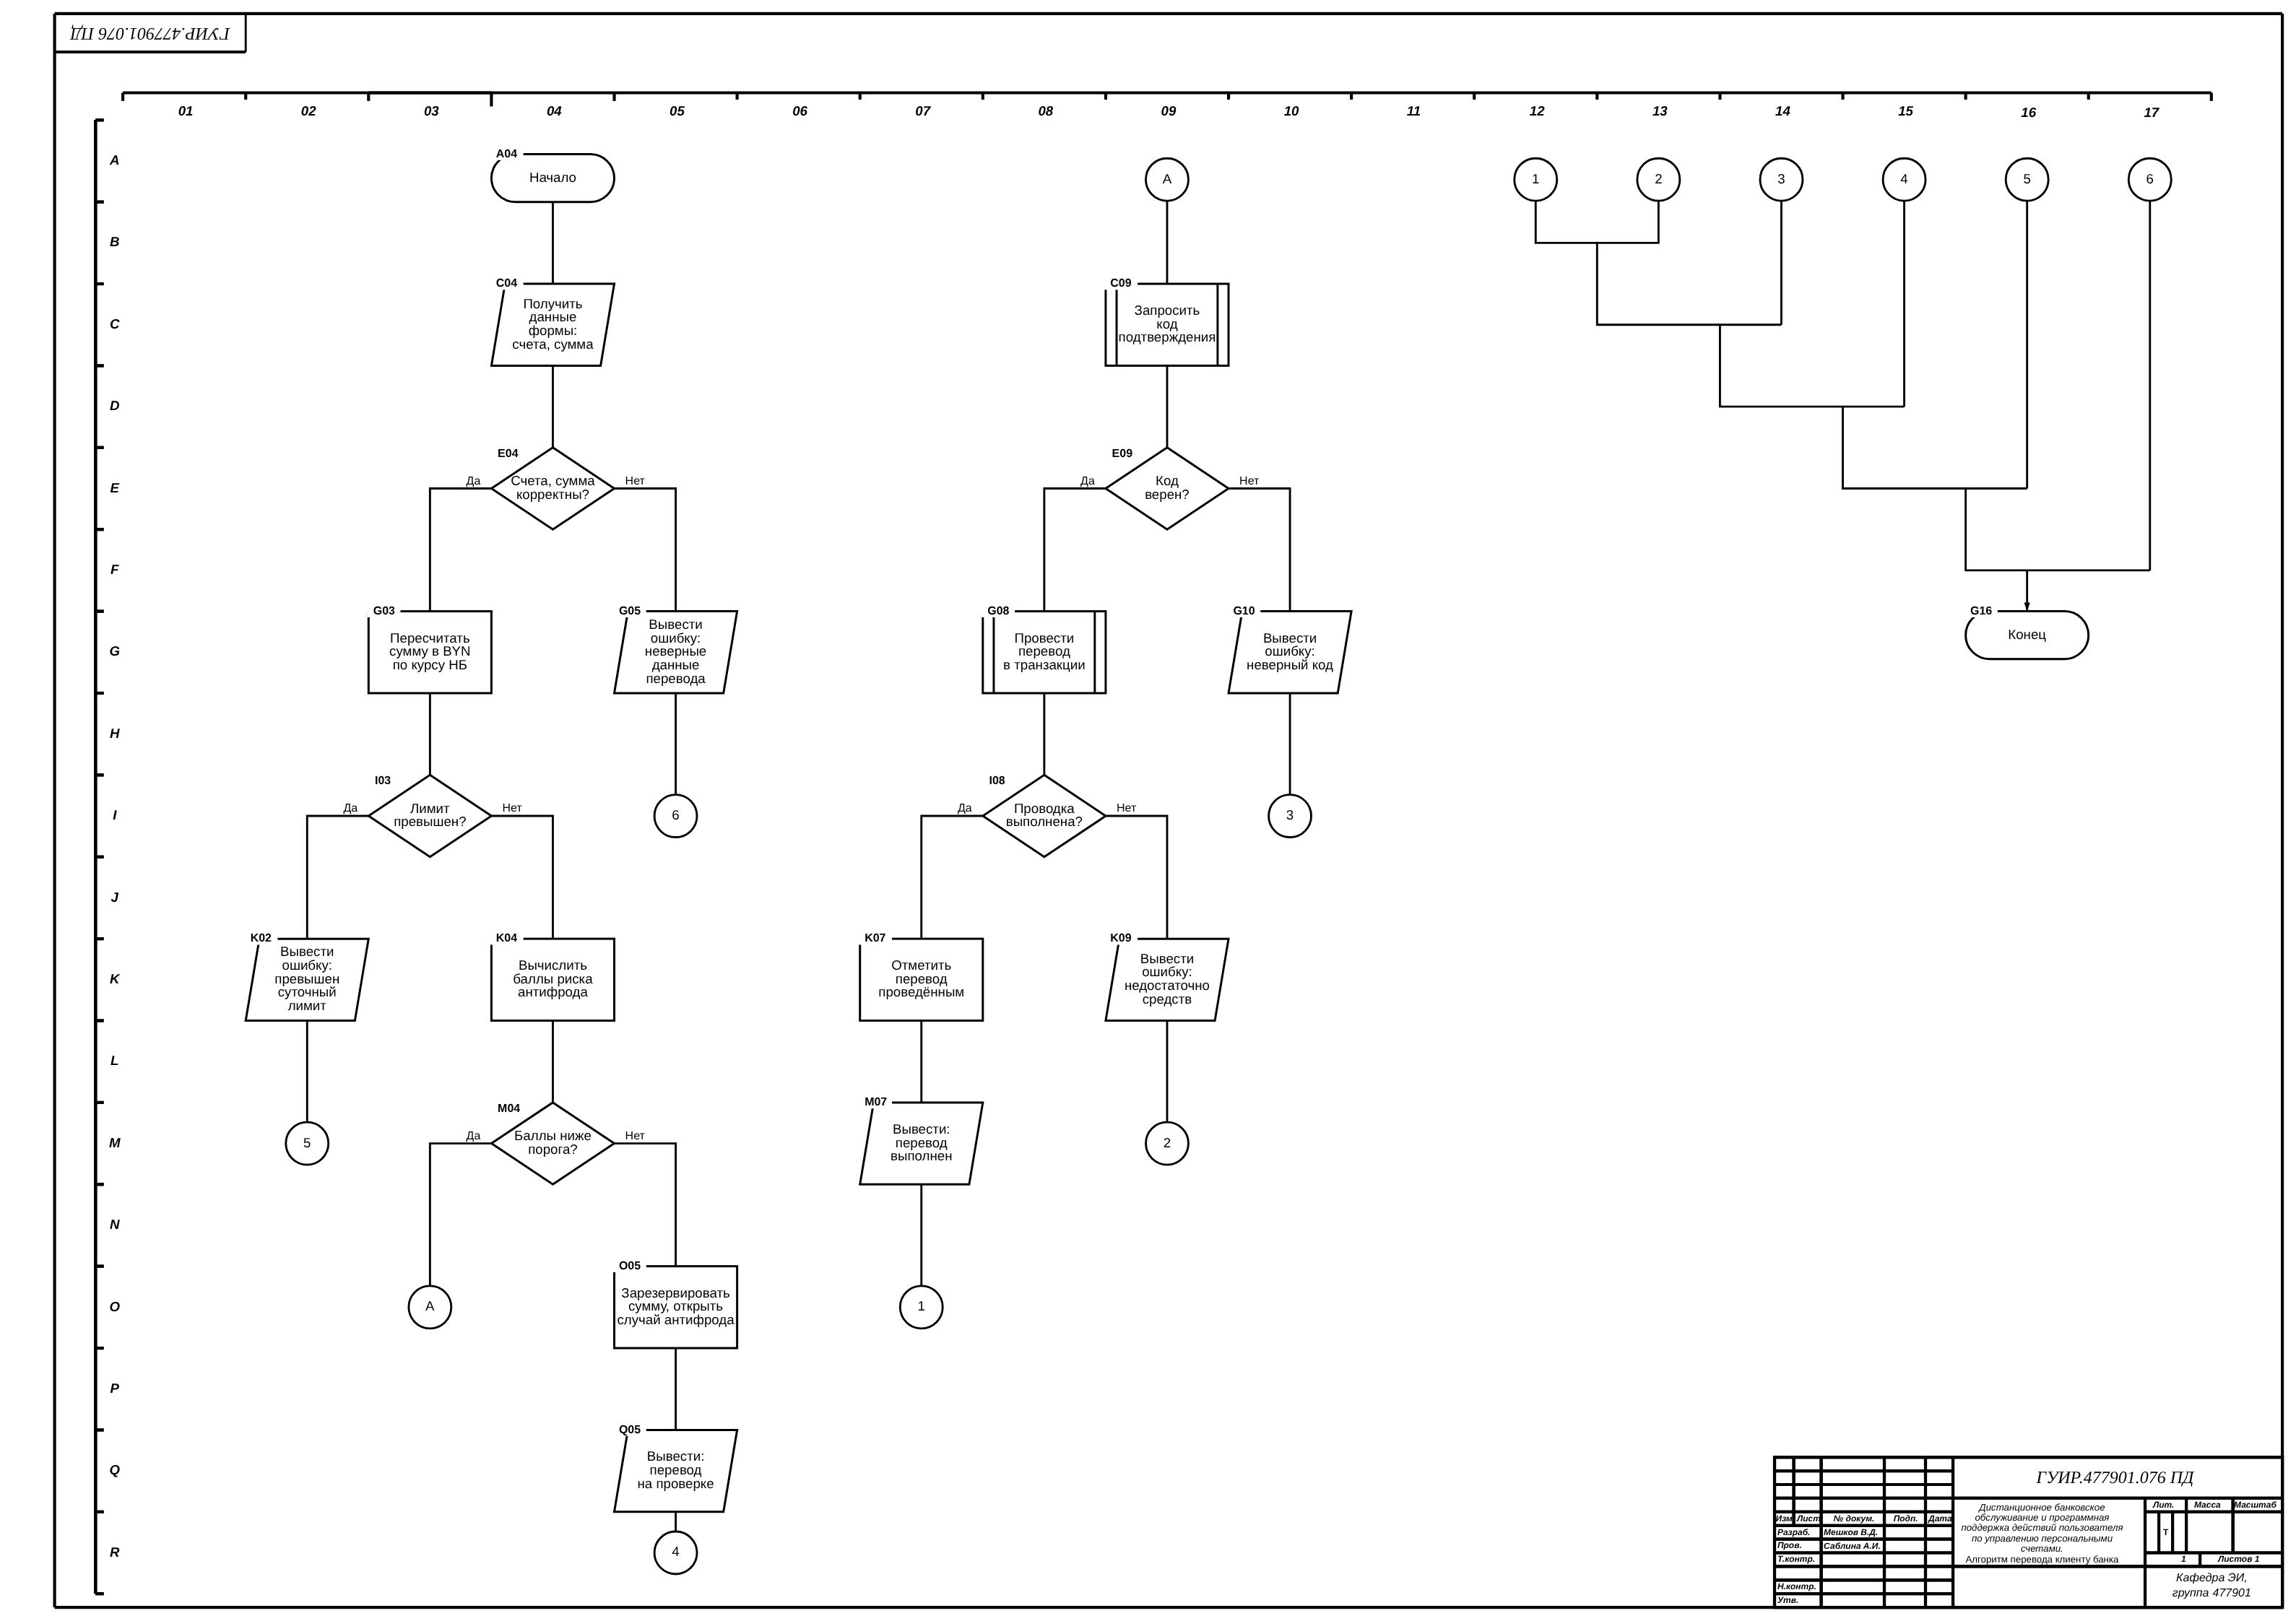 ГУИР.477901.076 ПД
01 02 03 04 05 06 07 08 09 10 11 12 13 14 15 16 17
A
B
C
D
E
F
G
H
I
J
K
L
M
N
O
P
Q
R
A04
Начало
C04
Получить
данные
формы:
счета, сумма
E04
Счета, сумма
корректны?
Да
Нет
G03
Пересчитать
сумму в BYN
по курсу НБ
G05
Вывести
ошибку:
неверные
данные
перевода
6
I03
Лимит
превышен?
Да
Нет
K02
Вывести
ошибку:
превышен
суточный
лимит
5
K04
Вычислить
баллы риска
антифрода
M04
Баллы ниже
порога?
Да
Нет
A
O05
Зарезервировать
сумму, открыть
случай антифрода
Q05
Вывести:
перевод
на проверке
4
A
C09
Запросить
код
подтверждения
E09
Код
верен?
Да
Нет
G08
Провести
перевод
в транзакции
G10
Вывести
ошибку:
неверный код
3
I08
Проводка
выполнена?
Да
Нет
K07
Отметить
перевод
проведённым
K09
Вывести
ошибку:
недостаточно
средств
2
M07
Вывести:
перевод
выполнен
1
1 2 3 4 5 6
G16
Конец
ГУИР.477901.076 ПД
Изм Лист № докум. Подп. Дата
Разраб. Мешков В.Д.
Пров. Саблина А.И.
Т.контр.
Н.контр.
Утв.
Дистанционное банковское
обслуживание и программная
поддержка действий пользователя
по управлению персональными
счетами.
Алгоритм перевода клиенту банка
Лит. Масса Масштаб
Т
1 Листов 1
Кафедра ЭИ,
группа 477901